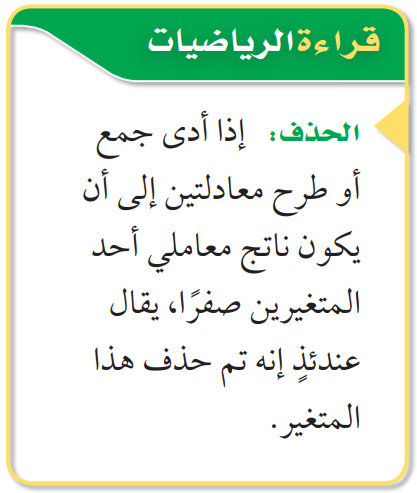 قراءة الرياضيات
الحذف: إذا أدى جمع
أو طرح معادلتين إلى أن
يكون ناتج معاملي أحد
المتغيرين صفرًا، يقال
عندئذٍ إنه تم حذف هذا
المتغير.